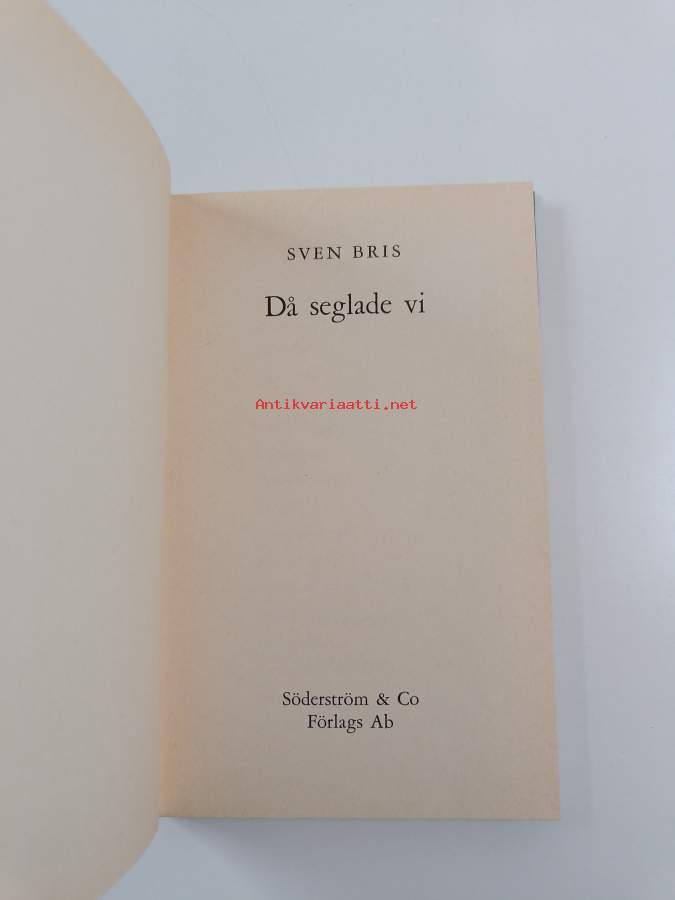 SVEN BRIS
Då seglade vi
Antikvariaatti.net
Söderström & Co
Förlags Ab